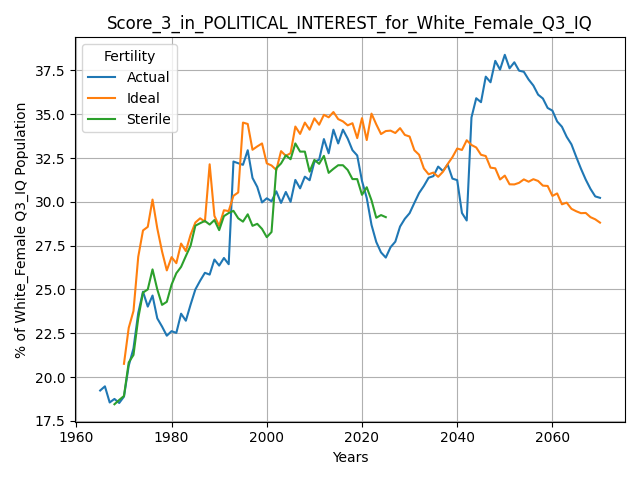 Score_3_in_POLITICAL_INTEREST_for_White_Female_Q3_IQ
Fertility
Actual
Ideal
Sterile
% of White_Female Q3_IQ Population
37.5
35.0
32.5
30.0
27.5
25.0
22.5
20.0
17.5
1960
1980
2000
2020
2040
2060
Years